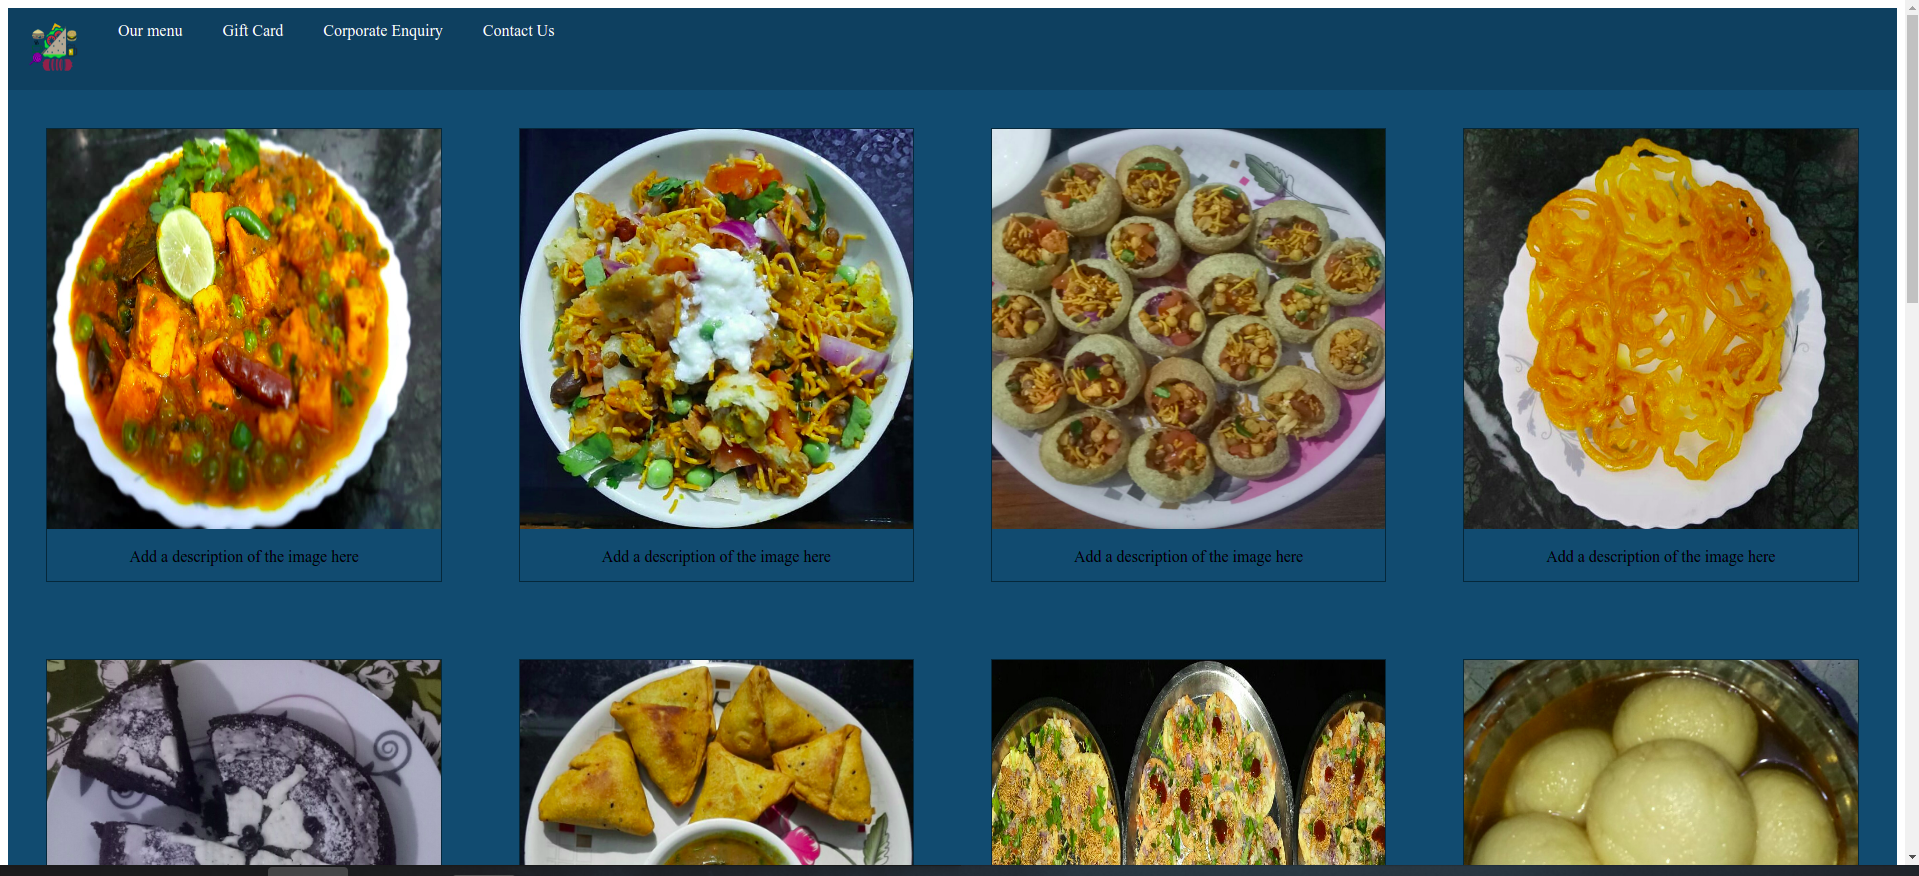 Our menu
Gift Card
Corporate Enquiry
Contact Us
Add a description of the image here
Add a description of the image here
Add a description of the image here
Add a description of the image here